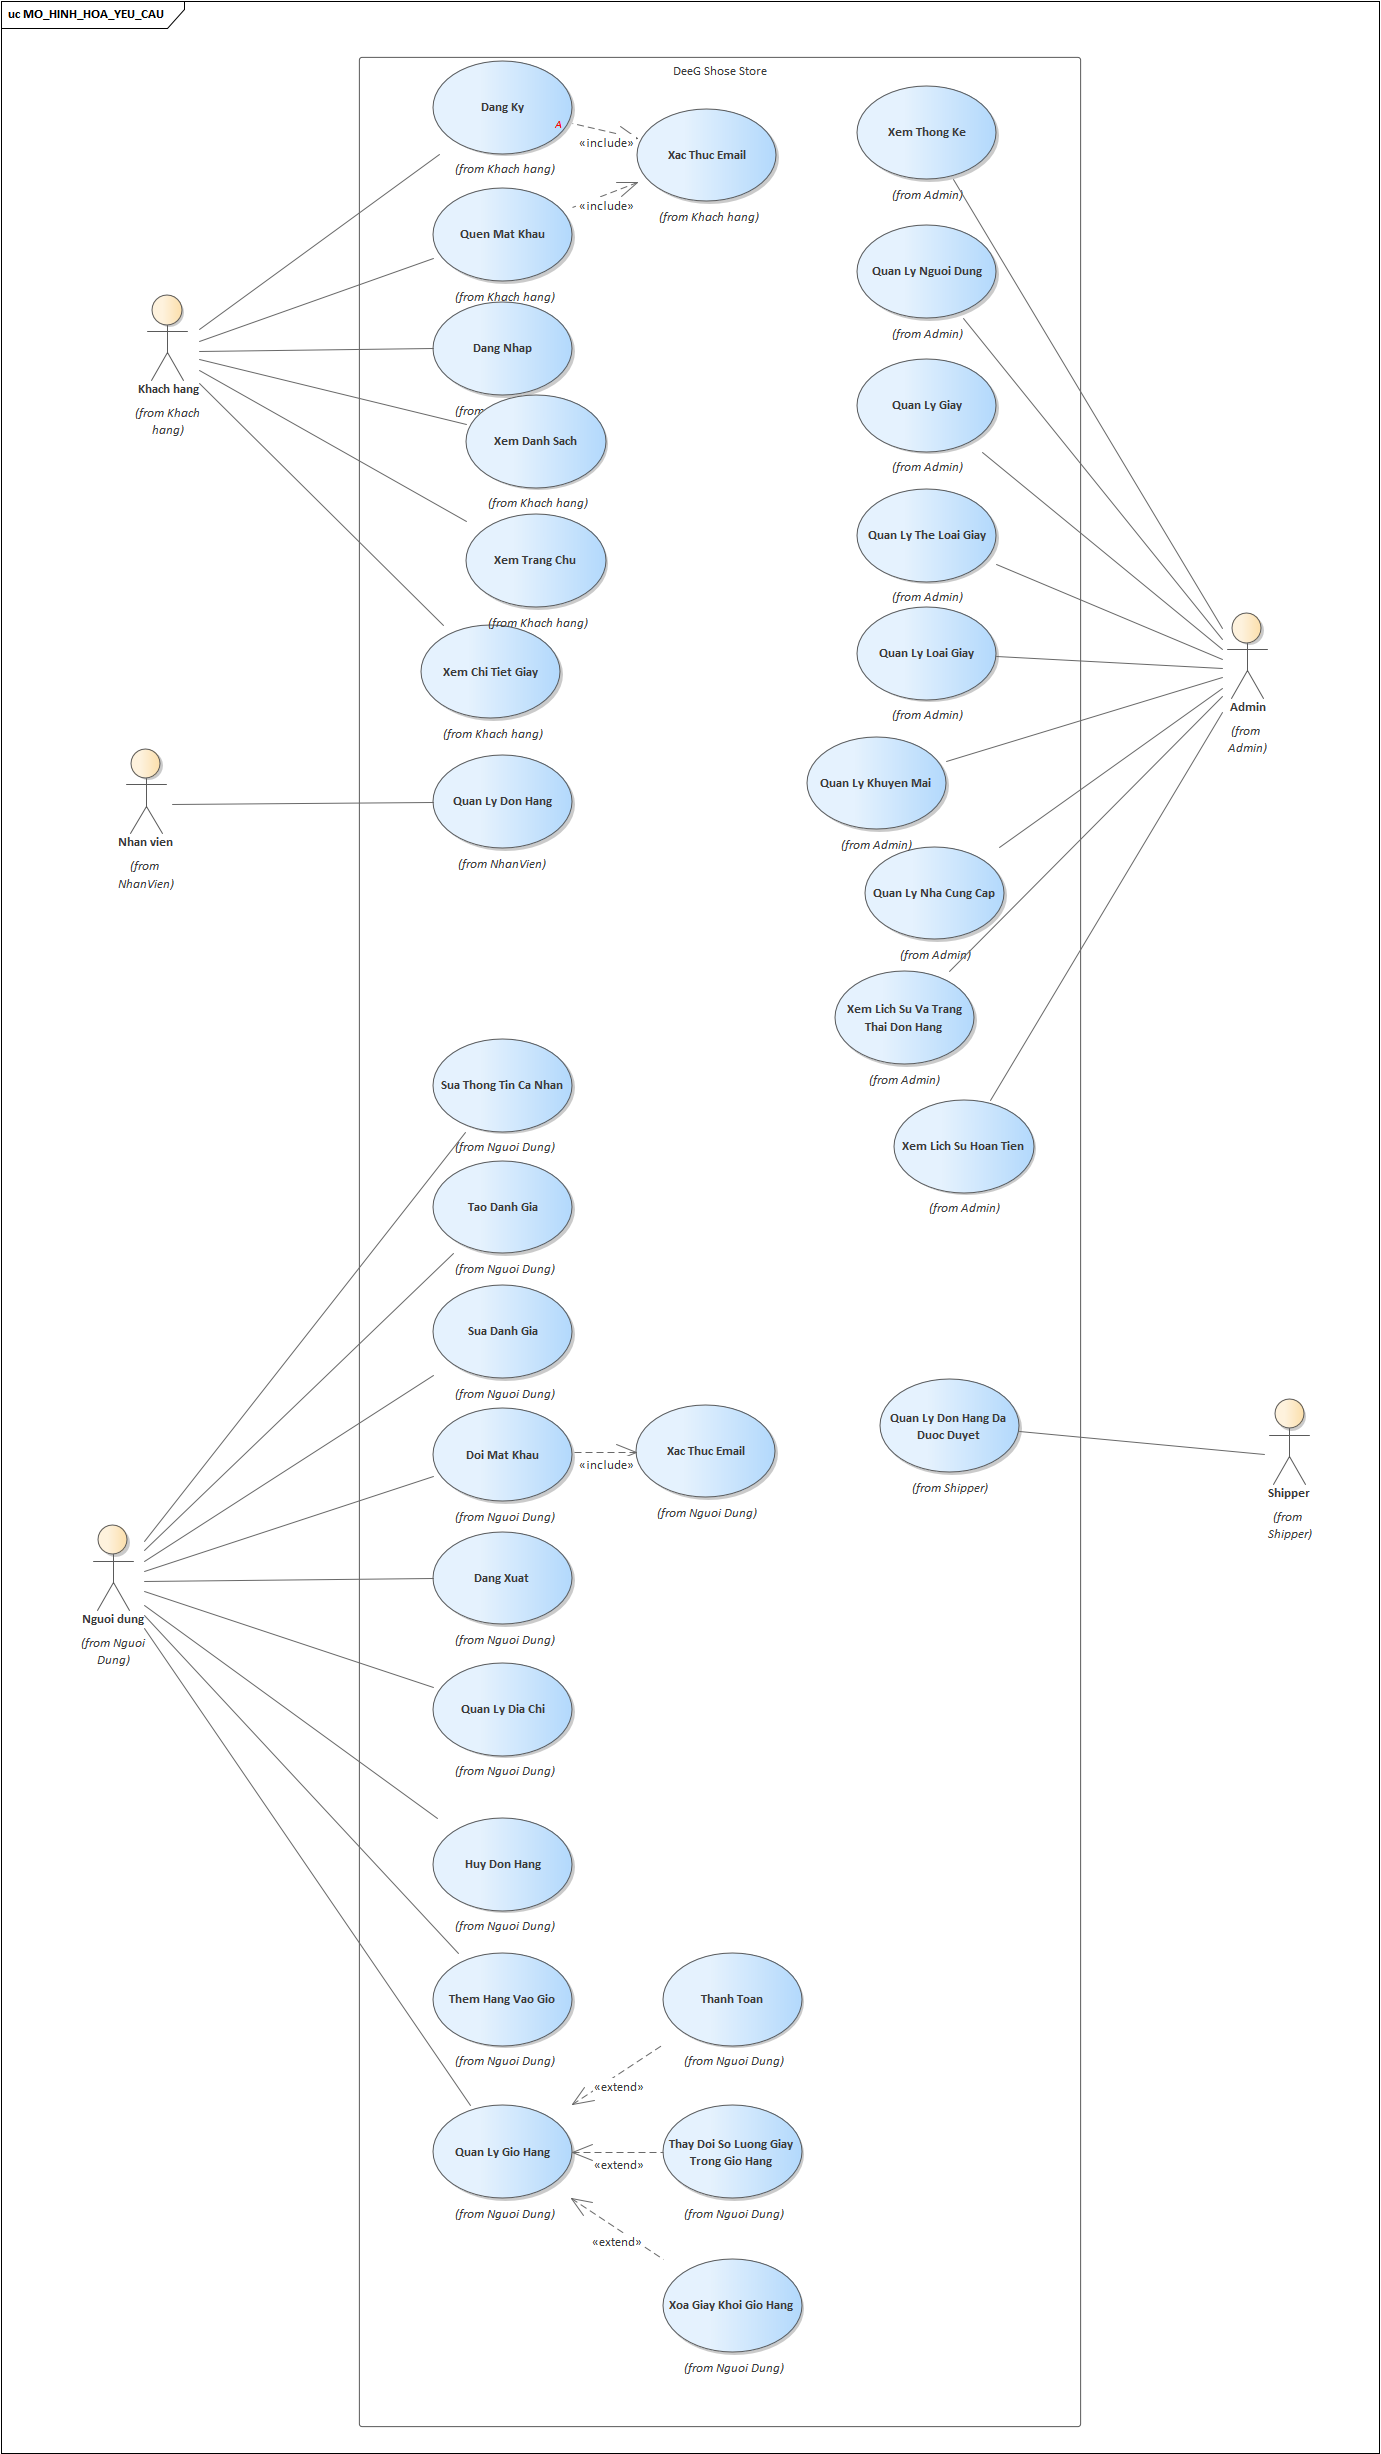 uc MO_HINH_HOA_YEU_CAU
DeeG Shose Store
Dang Ky
A
(from Khach hang)
«include»
Xac Thuc Email
(from Khach hang)
Quen Mat Khau
«include»
(from Khach hang)
Dang Nhap
(from
Xem Danh Sach
(from Khach hang)
Xem Trang Chu
(from Khach hang)
Xem Chi Tiet Giay
(from Khach hang)
Khach hang
(from Khach
hang)
Nhan vien
(from
NhanVien)
Quan Ly Don Hang
(from NhanVien)
Xem Thong Ke
(from Admin)
Quan Ly Nguoi Dung
(from Admin)
Quan Ly Giay
(from Admin)
Quan Ly The Loai Giay
(from Admin)
Quan Ly Loai Giay
(from Admin)
Quan Ly Khuyen Mai
(from Admin)
Quan Ly Nha Cung Cap
(from Admin)
Xem Lich Su Va Trang
Thai Don Hang
(from Admin)
Xem Lich Su Hoan Tien
(from Admin)
Admin
(from
Admin)
Sua Thong Tin Ca Nhan
(from Nguoi Dung)
Tao Danh Gia
(from Nguoi Dung)
Sua Danh Gia
(from Nguoi Dung)
Doi Mat Khau
(from Nguoi Dung)
«include»
Xac Thuc Email
(from Nguoi Dung)
Dang Xuat
(from Nguoi Dung)
Quan Ly Dia Chi
(from Nguoi Dung)
Nguoi dung
(from Nguoi
Dung)
Quan Ly Don Hang Da
Duoc Duyet
(from Shipper)
Shipper
(from
Shipper)
Huy Don Hang
(from Nguoi Dung)
Them Hang Vao Gio
(from Nguoi Dung)
Thanh Toan
(from Nguoi Dung)
«extend»
Quan Ly Gio Hang
(from Nguoi Dung)
«extend»
Thay Doi So Luong Giay
Trong Gio Hang
(from Nguoi Dung)
«extend»
Xoa Giay Khoi Gio Hang
(from Nguoi Dung)